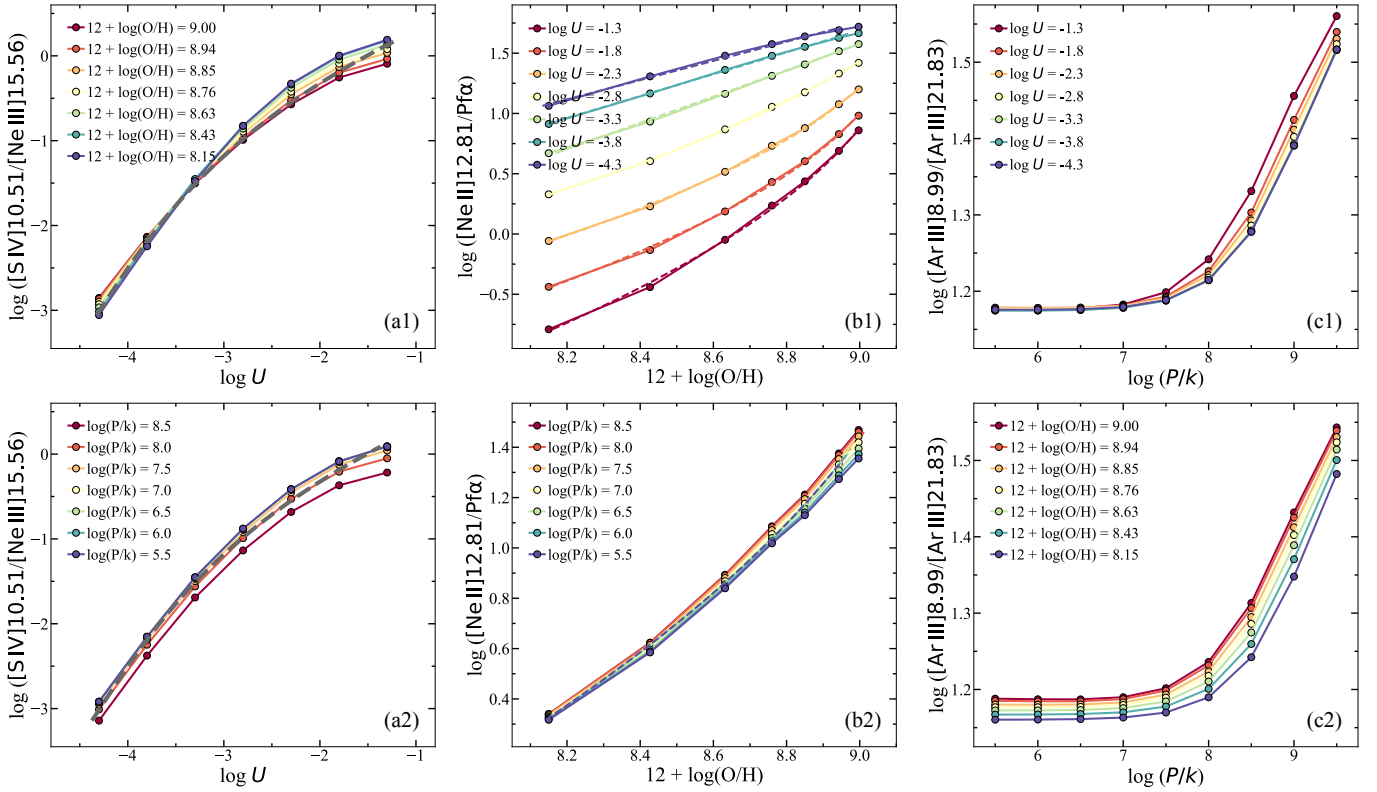 12 + log(O/H) = 9.00
12 + log(O/H) = 8.94
12 + log(O/H) = 8.85
12 + log(O/H) = 8.76
12 + log(O/H) = 8.63
12 + log(O/H) = 8.43
12 + log(O/H) = 8.15
0
−1
−2
−3
log ([S IV]10.51/[Ne III]15.56)
(a1)
−4
−3
−2
−1
log U
log U = -1.3
log U = -1.8
log U = -2.3
log U = -2.8
log U = -3.3
log U = -3.8
log U = -4.3
1.5
1.0
0.5
0.0
−0.5
log ([Ne II]12.81/Pfα)
(b1)
8.2
8.4
8.6
8.8
9.0
12 + log(O/H)
log U = -1.3
log U = -1.8
log U = -2.3
log U = -2.8
log U = -3.3
log U = -3.8
log U = -4.3
1.5
1.4
1.3
1.2
log ([Ar III]8.99/[Ar III]21.83)
(c1)
6
7
8
9
log (P/k)
log(P/k) = 8.5
log(P/k) = 8.0
log(P/k) = 7.5
log(P/k) = 7.0
log(P/k) = 6.5
log(P/k) = 6.0
log(P/k) = 5.5
0
−1
−2
−3
log ([S IV]10.51/[Ne III]15.56)
(a2)
−4
−3
−2
−1
log U
log(P/k) = 8.5
log(P/k) = 8.0
log(P/k) = 7.5
log(P/k) = 7.0
log(P/k) = 6.5
log(P/k) = 6.0
log(P/k) = 5.5
1.4
1.2
1.0
0.8
0.6
0.4
log ([Ne II]12.81/Pfα)
(b2)
8.2
8.4
8.6
8.8
9.0
12 + log(O/H)
12 + log(O/H) = 9.00
12 + log(O/H) = 8.94
12 + log(O/H) = 8.85
12 + log(O/H) = 8.76
12 + log(O/H) = 8.63
12 + log(O/H) = 8.43
12 + log(O/H) = 8.15
1.5
1.4
1.3
1.2
log ([Ar III]8.99/[Ar III]21.83)
(c2)
6
7
8
9
log (P/k)